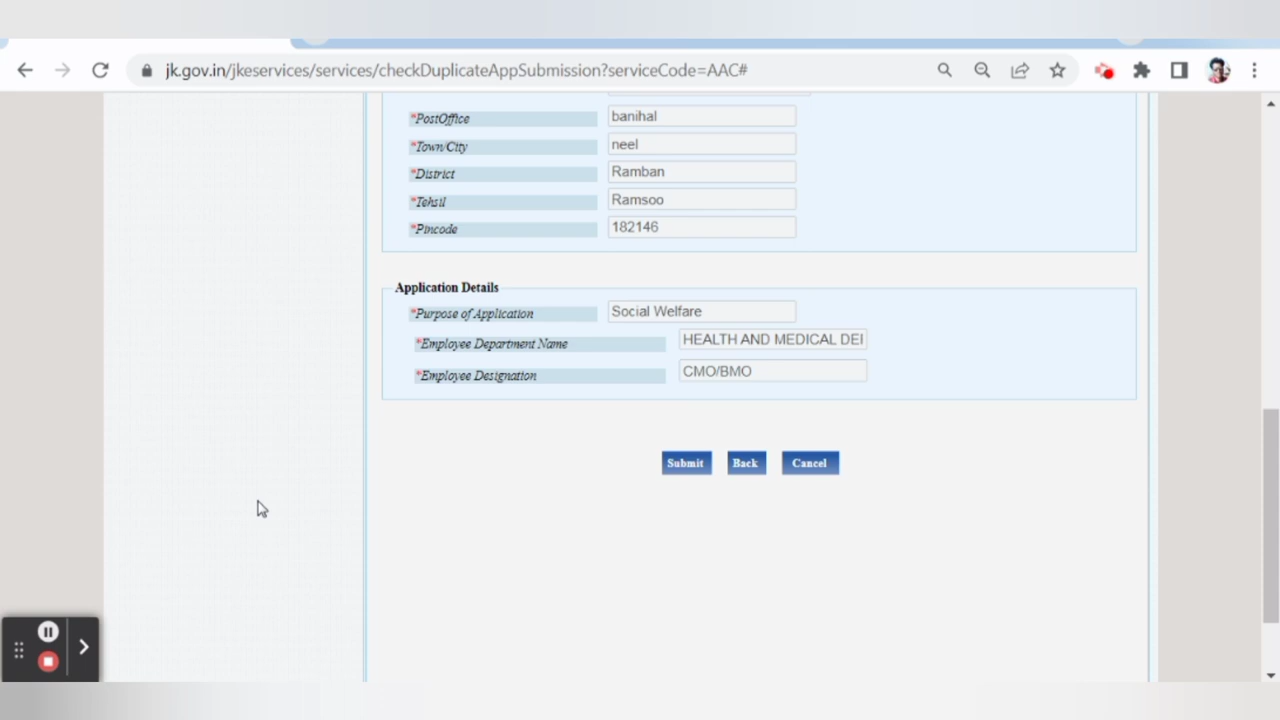 jk.gov.in/jkeservices/services/checkDuplicateAppSubmission?serviceCode=AAC#
*PostOffice banihal
*Town/City neel
*District Ramban
*Tehsil Ramsoo
*Pincode 182146
Application Details
*Purpose of Application Social Welfare
*Employee Department Name HEALTH AND MEDICAL DEI
*Employee Designation CMO/BMO
Submit Back Cancel